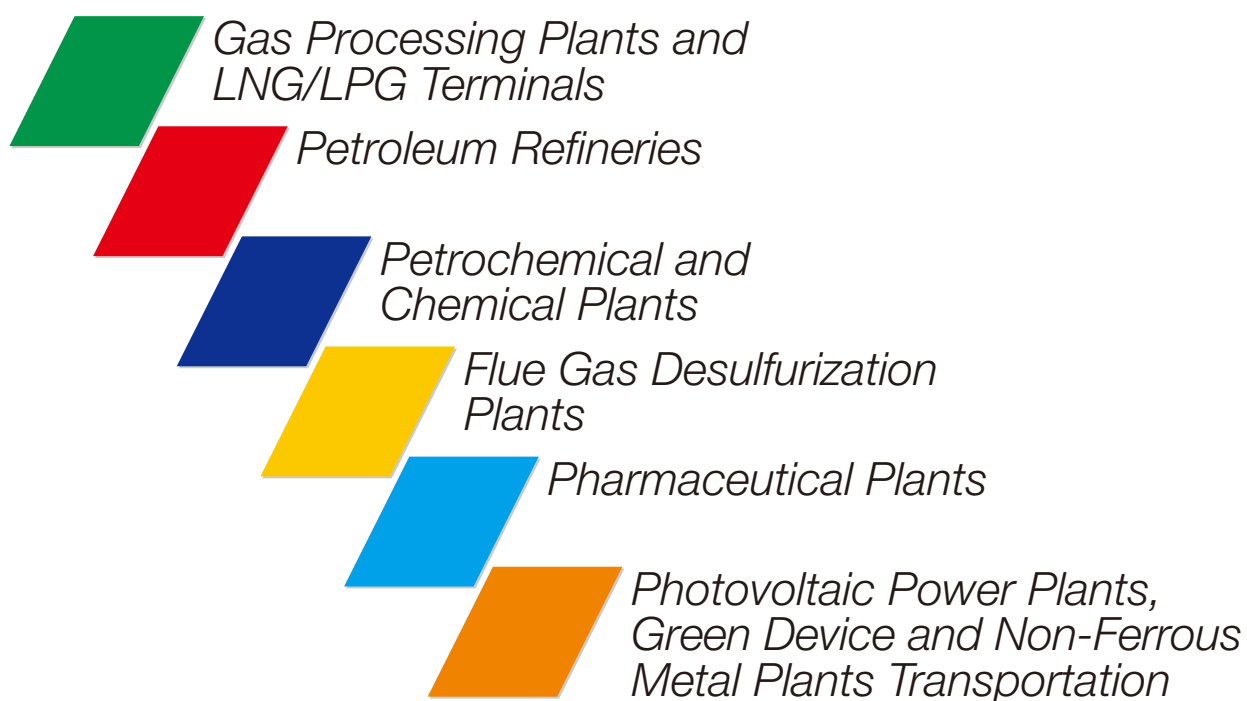 Gas Processing Plants and
LNG/LPG Terminals
Petroleum Refineries
Petrochemical and
Chemical Plants
Flue Gas Desulfurization
Plants
Pharmaceutical Plants
Photovoltaic Power Plants,
Green Device and Non-Ferrous
Metal Plants Transportation